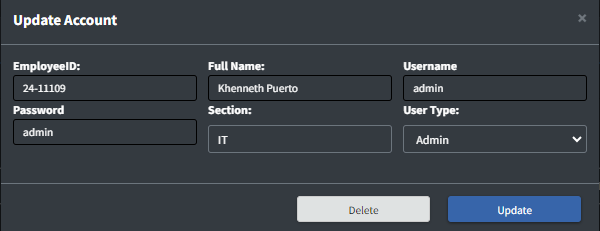 Update Account ×
EmployeeID: Full Name: Username
24-11109 Khenneth Puerto admin
Password Section: User Type:
admin IT Admin
Delete Update